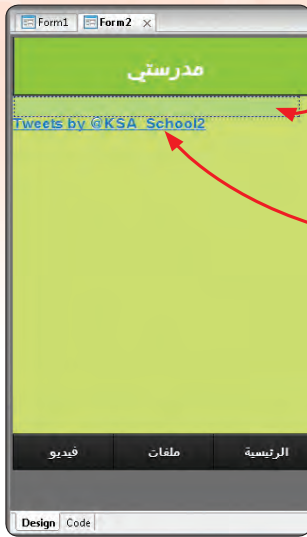 Form1 Form2 ×
مدرستي
Tweets by @KSA_School2
الرئيسية ملفات فيديو
Design Code